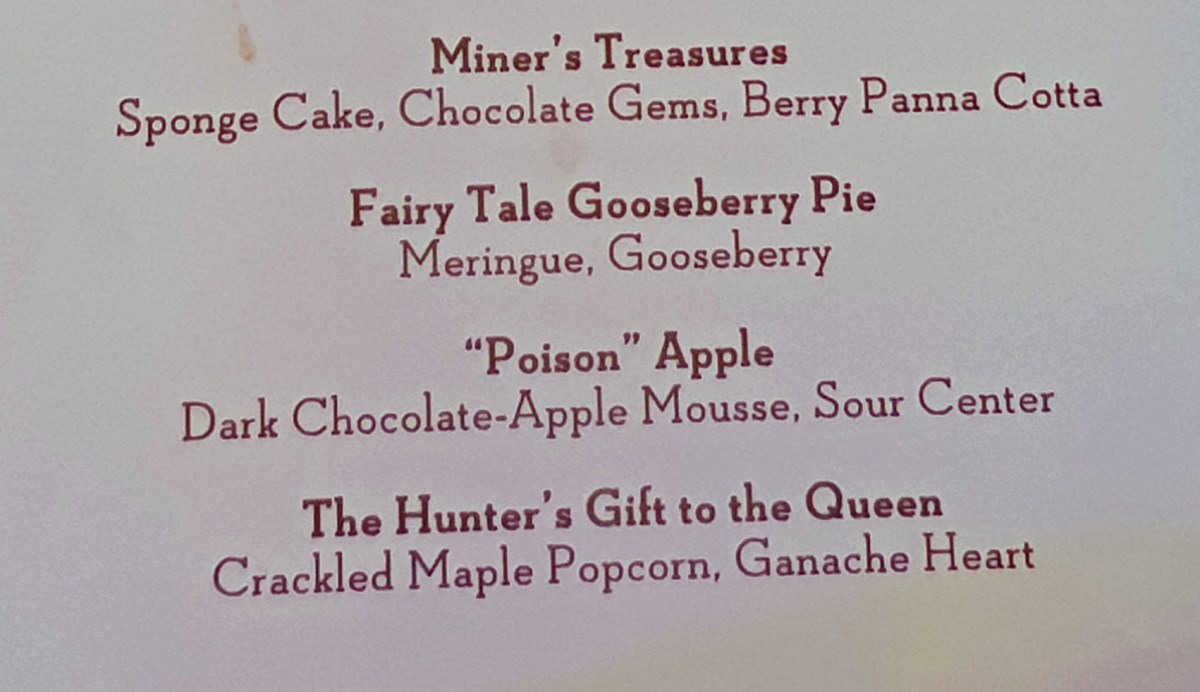 Miner's Treasures
Sponge Cake, Chocolate Gems, Berry Panna Cotta
Fairy Tale Gooseberry Pie
Meringue, Gooseberry
“Poison” Apple
Dark Chocolate-Apple Mousse, Sour Center
The Hunter's Gift to the Queen
Crackled Maple Popcorn, Ganache Heart